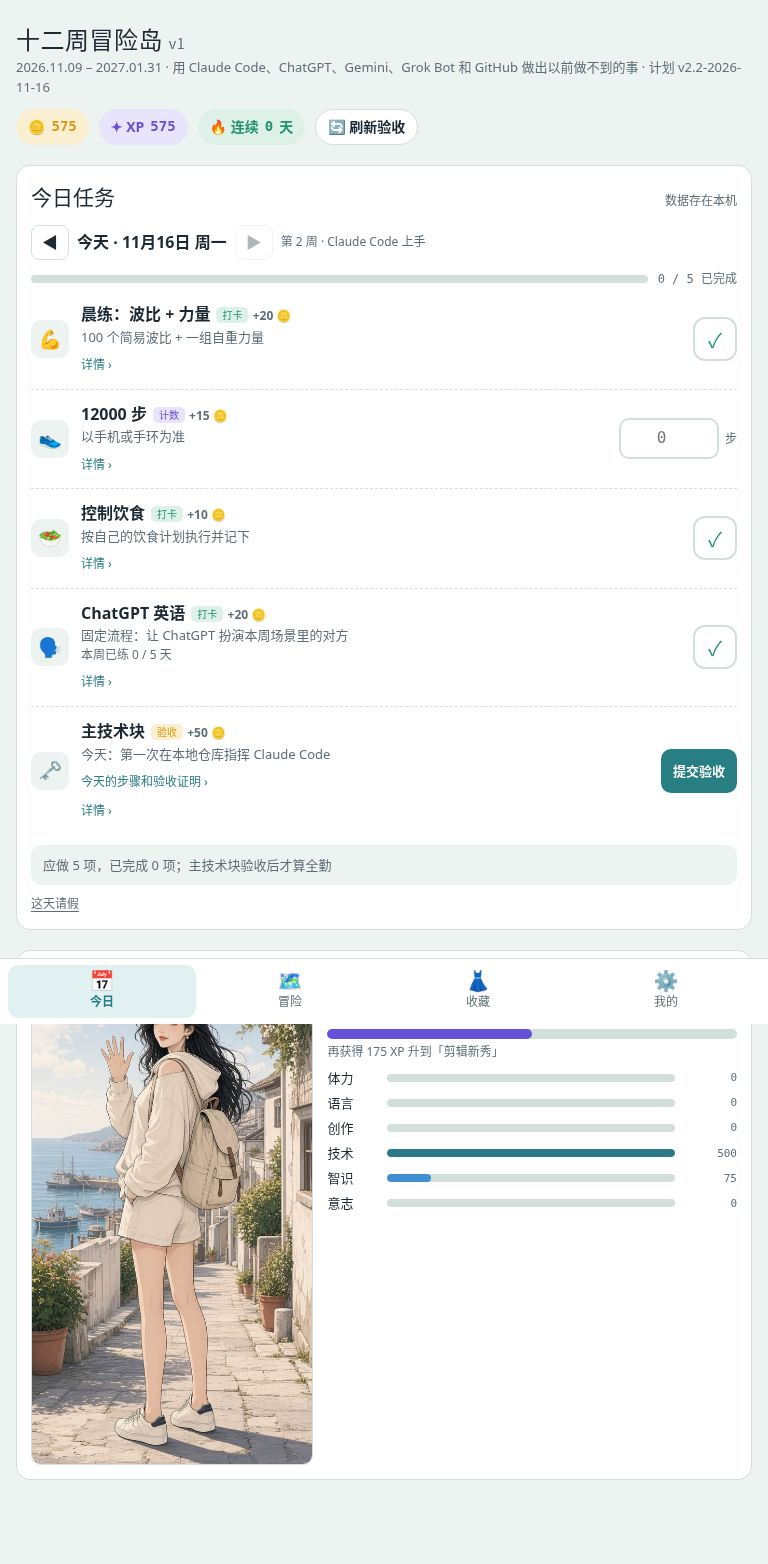 十二周冒险岛 v1
2026.11.09 – 2027.01.31 · 用 Claude Code、ChatGPT、Gemini、Grok Bot 和 GitHub 做出以前做不到的事 · 计划 v2.2-2026-
11-16
575
XP 575
连续 0 天
刷新验收
今日任务
数据存在本机
今天 · 11月16日 周一
第 2 周 · Claude Code 上手
0 / 5 已完成
晨练：波比 + 力量 打卡 +20
100 个简易波比 + 一组自重力量
详情 ›
12000 步 计数 +15
以手机或手环为准
0 步
详情 ›
控制饮食 打卡 +10
按自己的饮食计划执行并记下
详情 ›
ChatGPT 英语 打卡 +20
固定流程：让 ChatGPT 扮演本周场景里的对方
本周已练 0 / 5 天
详情 ›
主技术块 验收 +50
今天：第一次在本地仓库指挥 Claude Code
今天的步骤和验收证明 ›
提交验收
详情 ›
应做 5 项，已完成 0 项；主技术块验收后才算全勤
这天请假
今日
冒险
收藏
我的
再获得 175 XP 升到「剪辑新秀」
体力 0
语言 0
创作 0
技术 500
智识 75
意志 0